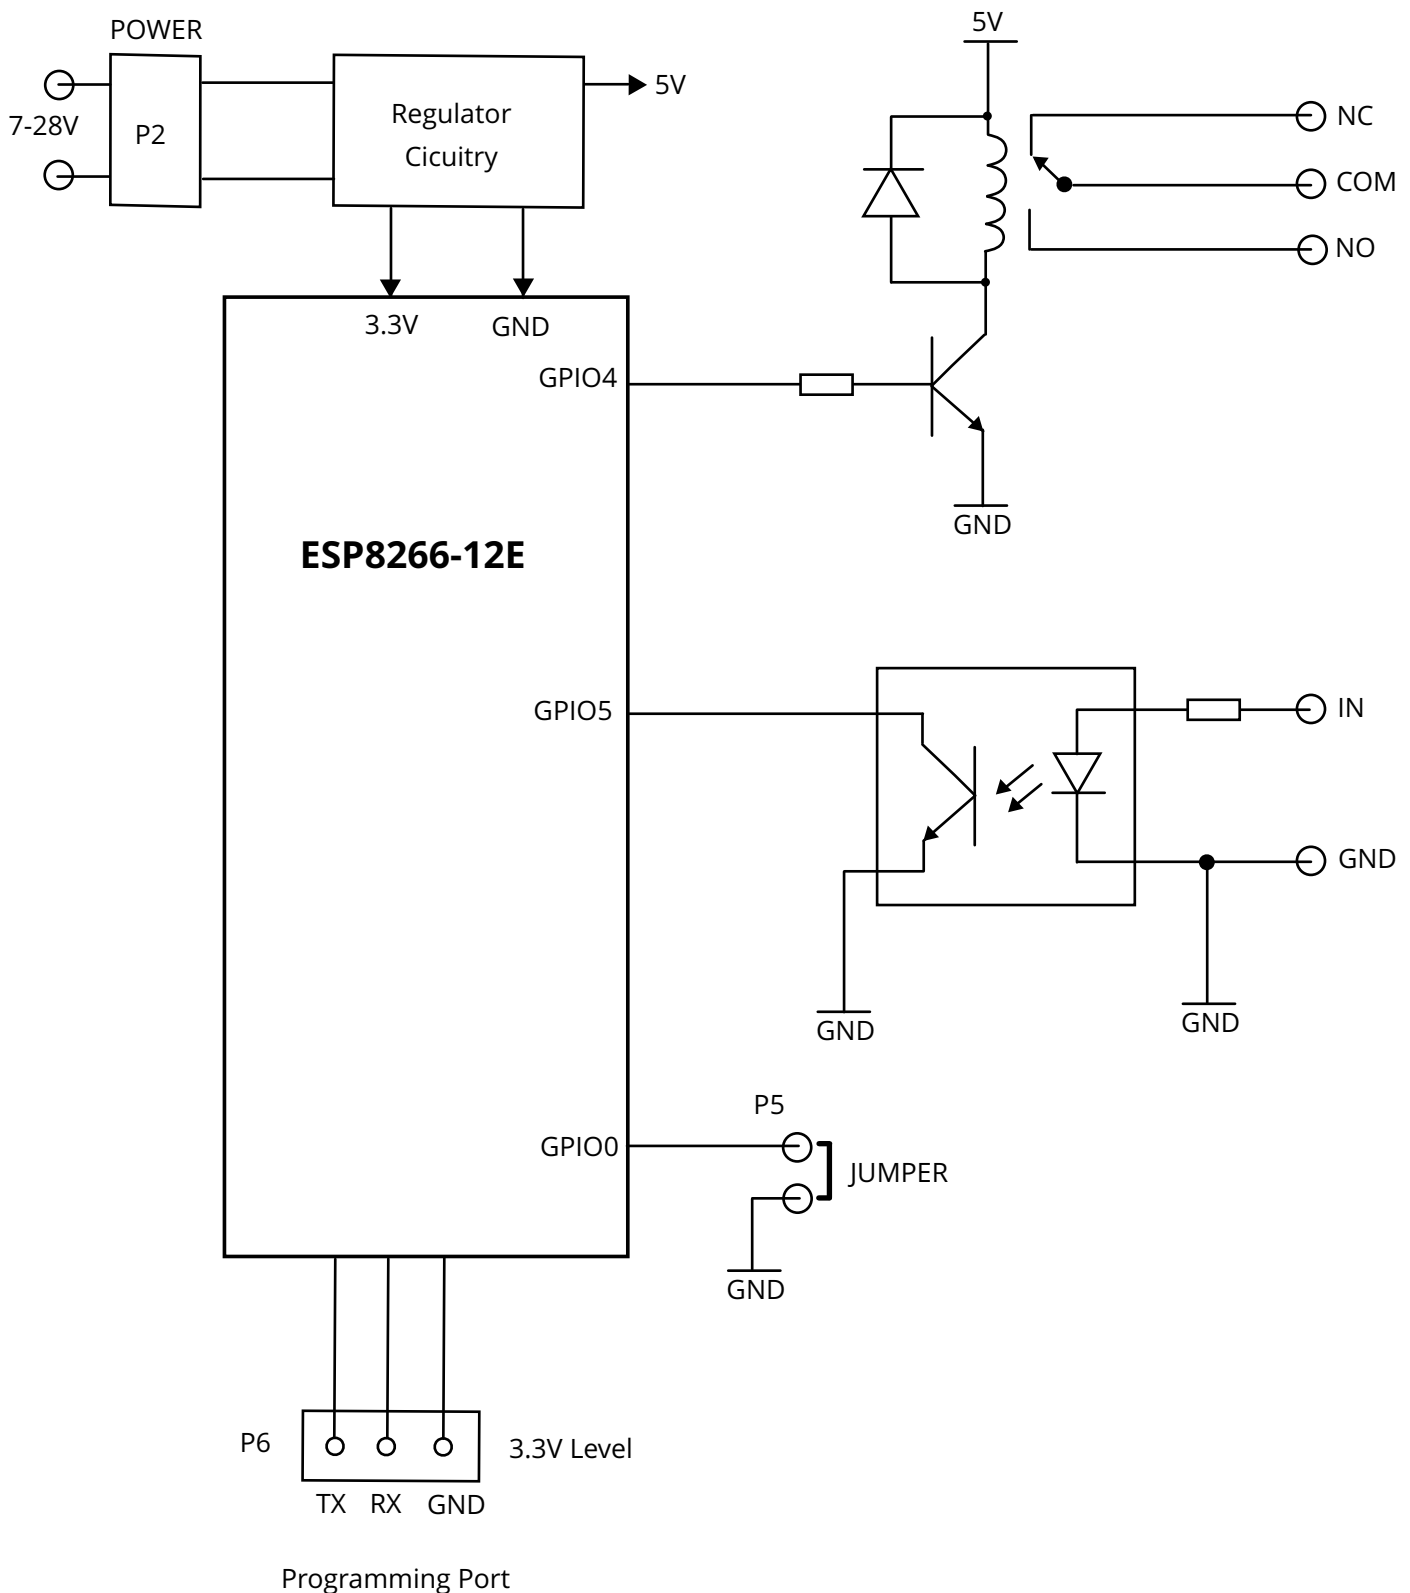 POWER
7-28V
P2
Regulator
Cicuitry
5V
3.3V
GND
5V
NC
COM
NO
GPIO4
GND
ESP8266-12E
GPIO5
IN
GND
GND
GND
P5
GPIO0
JUMPER
GND
P6
3.3V Level
TX RX GND
Programming Port